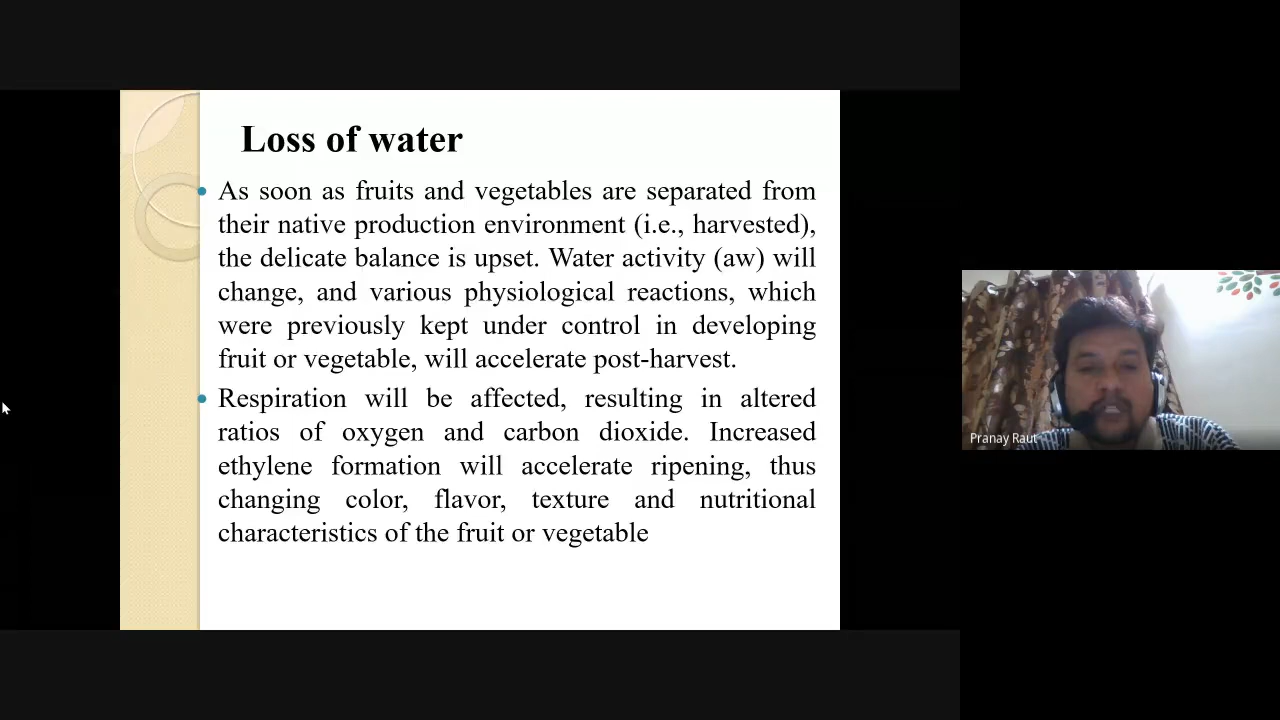 Loss of water
As soon as fruits and vegetables are separated from
their native production environment (i.e., harvested),
the delicate balance is upset. Water activity (aw) will
change, and various physiological reactions, which
were previously kept under control in developing
fruit or vegetable, will accelerate post-harvest.
Respiration will be affected, resulting in altered
ratios of oxygen and carbon dioxide. Increased
ethylene formation will accelerate ripening, thus
changing color, flavor, texture and nutritional
characteristics of the fruit or vegetable
Pranay Raut